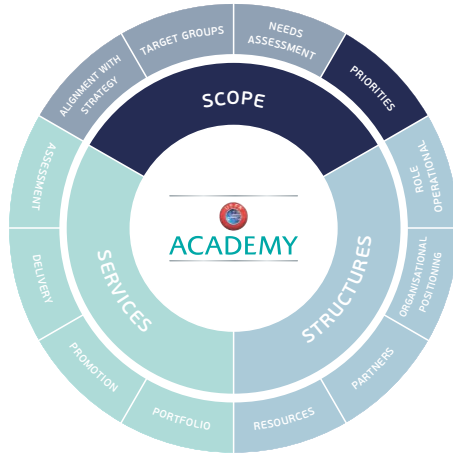 ALIGNMENT WITH
STRATEGY
TARGET GROUPS
NEEDS
ASSESSMENT
PRIORITIES
SCOPE
ROLE
OPERATIONAL
ORGANISATIONAL
POSITIONING
PARTNERS
RESOURCES
STRUCTURES
PORTFOLIO
PROMOTION
DELIVERY
ASSESSMENT
SERVICES
UEFA
ACADEMY